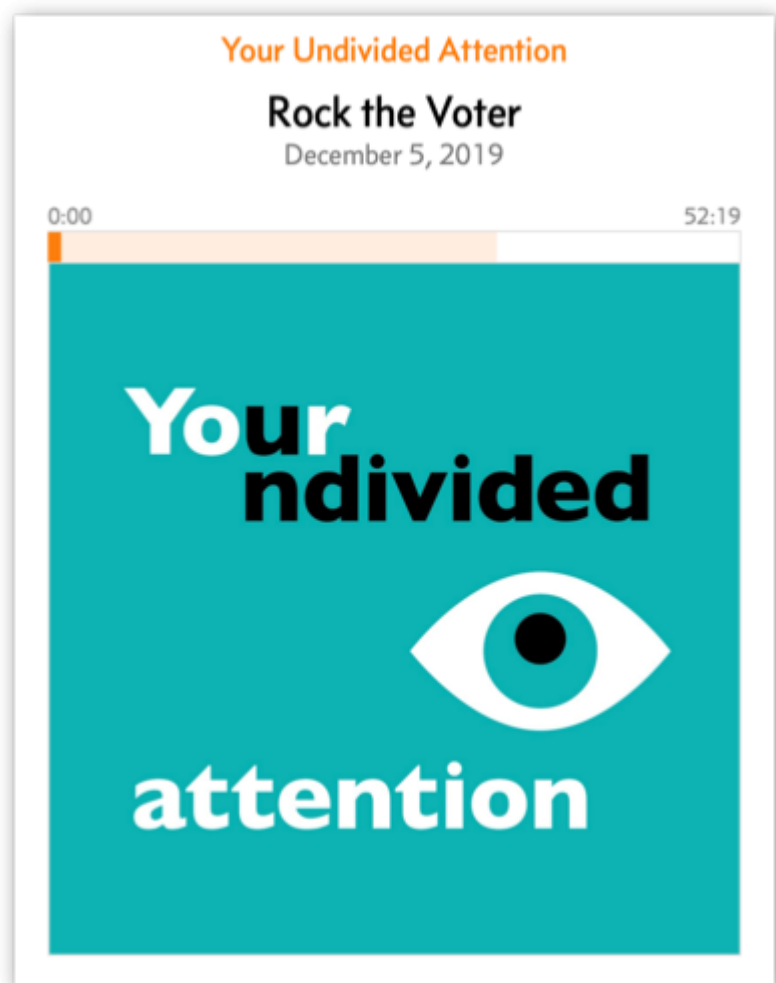 Your Undivided Attention
Rock the Voter
December 5, 2019
0:00 52:19
Your
ndivided
attention